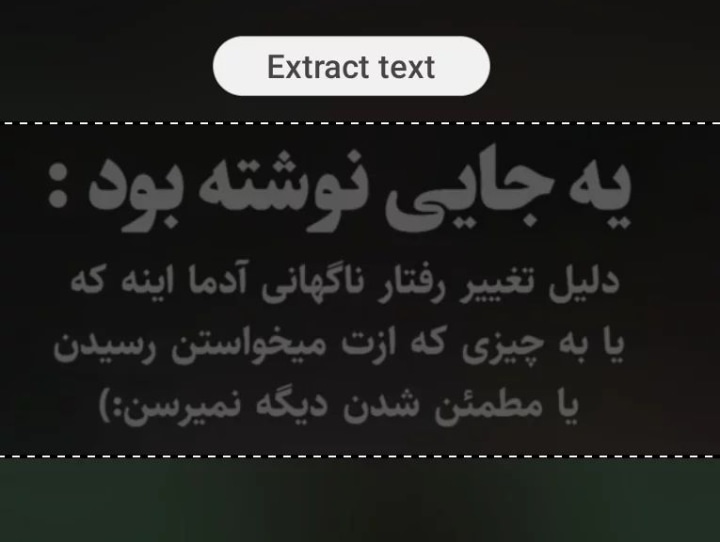 Extract text
یه جایی نوشته بود :
دلیل تغییر رفتار ناگهانی آدما اینه که
یا به چیزی که ازت میخواستن رسیدن
یا مطمئن شدن دیگه نمیرسن:)